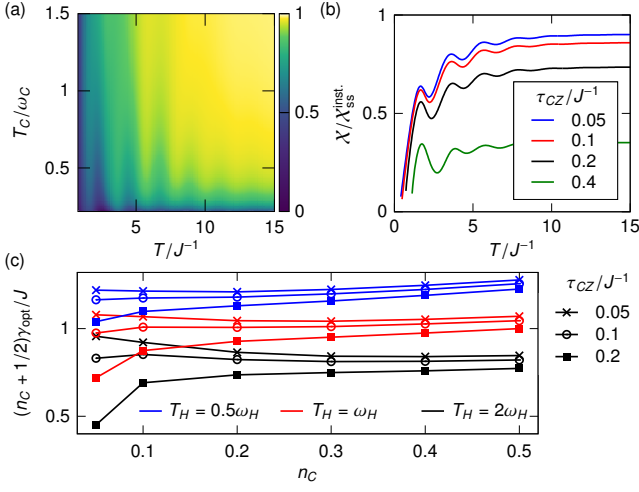 (a)
1.5
1
0.5
T_C/ω_C
5
10
15
T/J⁻¹
1
0.5
0
(b)
1
0.5
0
χ/χ_ss^inst.
0
5
10
15
T/J⁻¹
τ_CZ/J⁻¹
0.05
0.1
0.2
0.4
(c)
1
0.5
(n_C + 1/2)γ_opt/J
T_H = 0.5ω_H
T_H = ω_H
T_H = 2ω_H
0.1
0.2
0.3
0.4
0.5
n_C
τ_CZ/J⁻¹
0.05
0.1
0.2